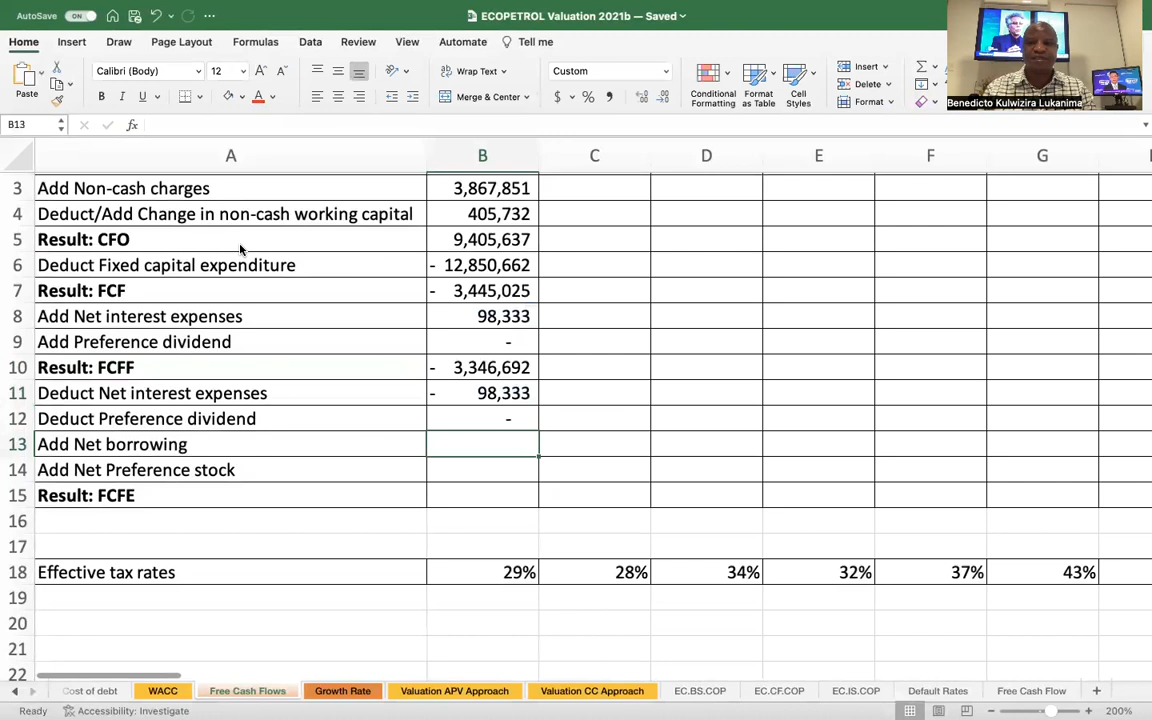 AutoSave ON ECOPETROL Valuation 2021b — Saved
Home Insert Draw Page Layout Formulas Data Review View Automate Tell me
Paste Calibri (Body) 12 A A Wrap Text Custom Conditional Formatting Format as Table Cell Styles Insert
B I U A Merge & Center $ % Delete
Format
Benedicto Kulwizira Lukanima
B13 fx
A B C D E F G
3 Add Non-cash charges 3,867,851
4 Deduct/Add Change in non-cash working capital 405,732
5 Result: CFO 9,405,637
6 Deduct Fixed capital expenditure - 12,850,662
7 Result: FCF - 3,445,025
8 Add Net interest expenses 98,333
9 Add Preference dividend -
10 Result: FCFF - 3,346,692
11 Deduct Net interest expenses - 98,333
12 Deduct Preference dividend -
13 Add Net borrowing
14 Add Net Preference stock
15 Result: FCFE
16
17
18 Effective tax rates 29% 28% 34% 32% 37% 43%
19
20
21
22
Cost of debt WACC Free Cash Flows Growth Rate Valuation APV Approach Valuation CC Approach EC.BS.COP EC.CF.COP EC.IS.COP Default Rates Free Cash Flow +
Ready Accessibility: Investigate 200%